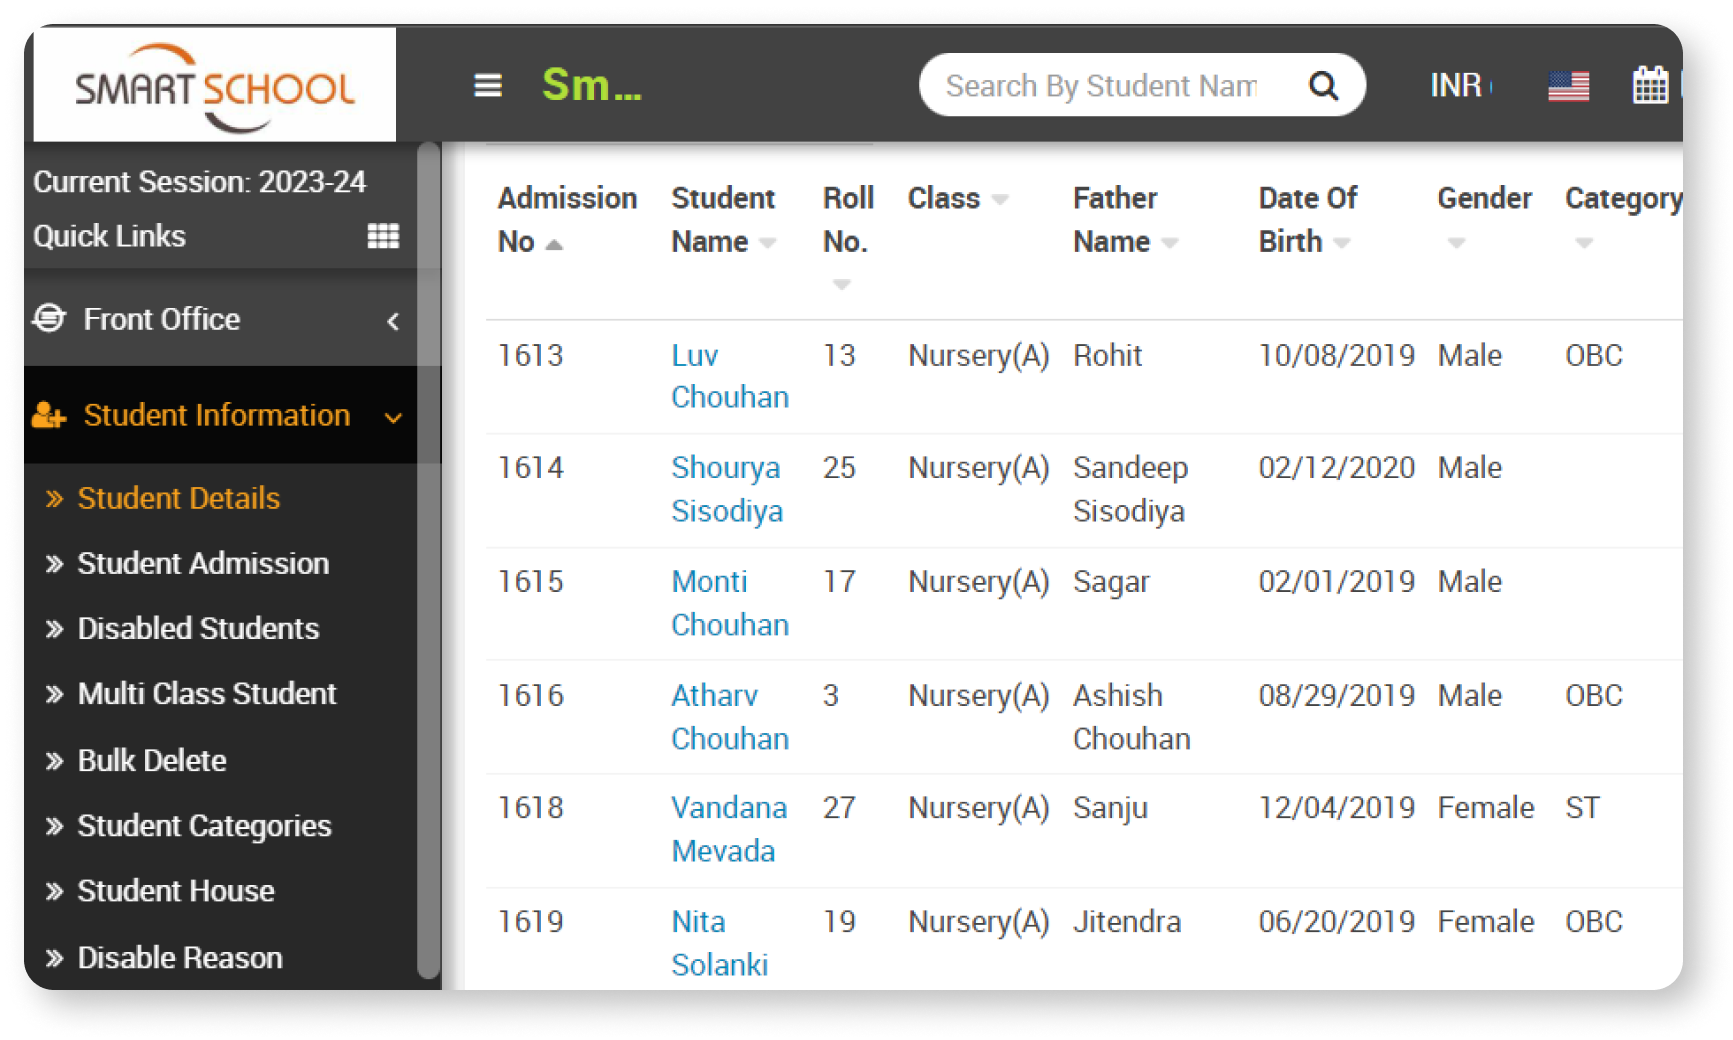 SMART SCHOOL
Sm...
Search By Student Nam
INR
Current Session: 2023-24
Quick Links
Front Office
Student Information
Student Details
Student Admission
Disabled Students
Multi Class Student
Bulk Delete
Student Categories
Student House
Disable Reason
Admission Student Roll Class Father Date Of Gender Category
No Name No. Name Birth
1613 Luv 13 Nursery(A) Rohit 10/08/2019 Male OBC
Chouhan
1614 Shourya 25 Nursery(A) Sandeep 02/12/2020 Male
Sisodiya Sisodiya
1615 Monti 17 Nursery(A) Sagar 02/01/2019 Male
Chouhan
1616 Atharv 3 Nursery(A) Ashish 08/29/2019 Male OBC
Chouhan Chouhan
1618 Vandana 27 Nursery(A) Sanju 12/04/2019 Female ST
Mevada
1619 Nita 19 Nursery(A) Jitendra 06/20/2019 Female OBC
Solanki